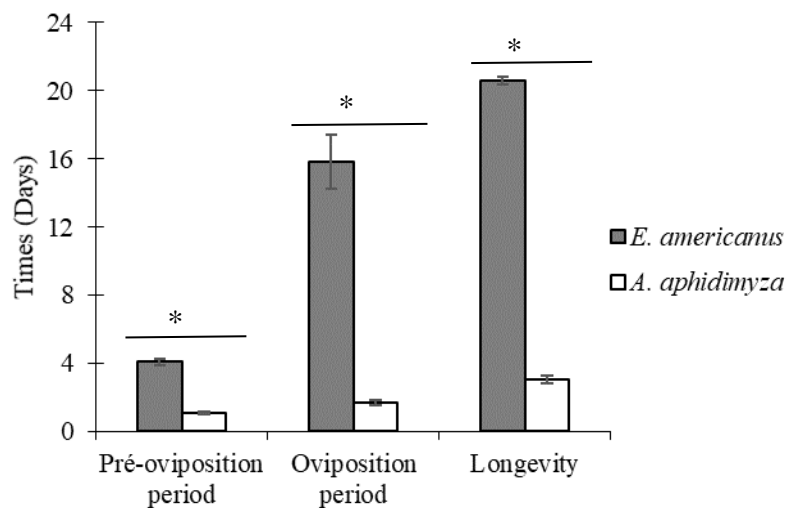 24
20
16
12
8
4
0
Times (Days)
*
*
*
Pré-oviposition
period
Oviposition
period
Longevity
E. americanus
A. aphidimyza